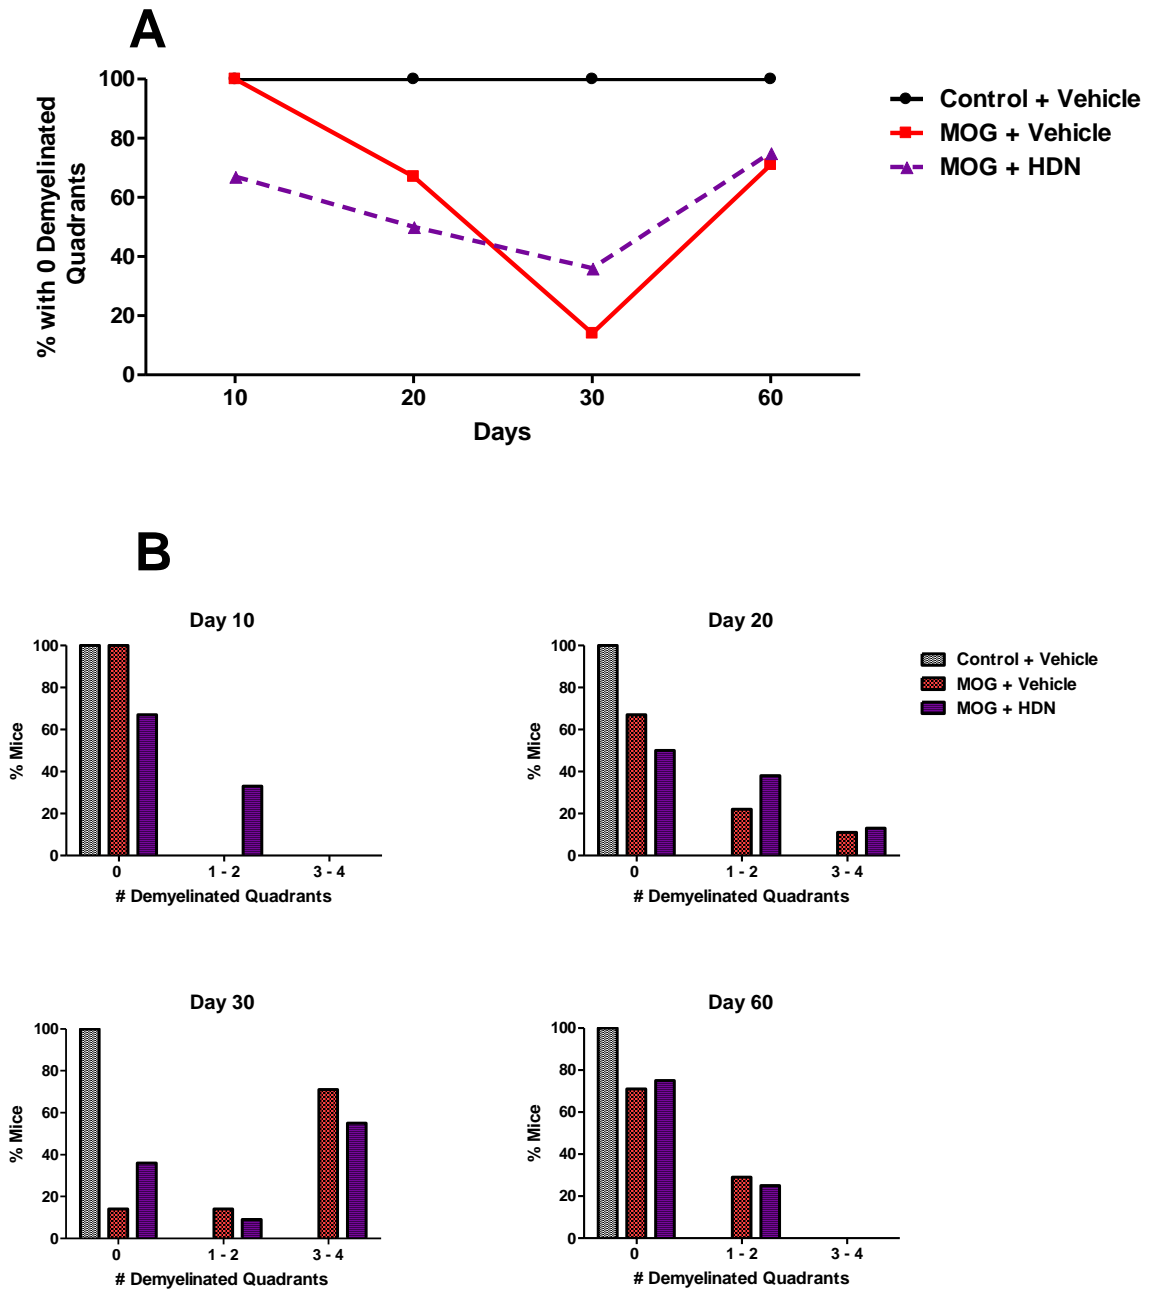 A
% with 0 Demyelinated
Quadrants
100
80
60
40
20
0
10 20 30 60
Days
Control + Vehicle
MOG + Vehicle
MOG + HDN
B
Day 10
% Mice
100
80
60
40
20
0
0 1 - 2 3 - 4
# Demyelinated Quadrants
Day 20
% Mice
100
80
60
40
20
0
0 1 - 2 3 - 4
# Demyelinated Quadrants
Control + Vehicle
MOG + Vehicle
MOG + HDN
Day 30
% Mice
100
80
60
40
20
0
0 1 - 2 3 - 4
# Demyelinated Quadrants
Day 60
% Mice
100
80
60
40
20
0
0 1 - 2 3 - 4
# Demyelinated Quadrants